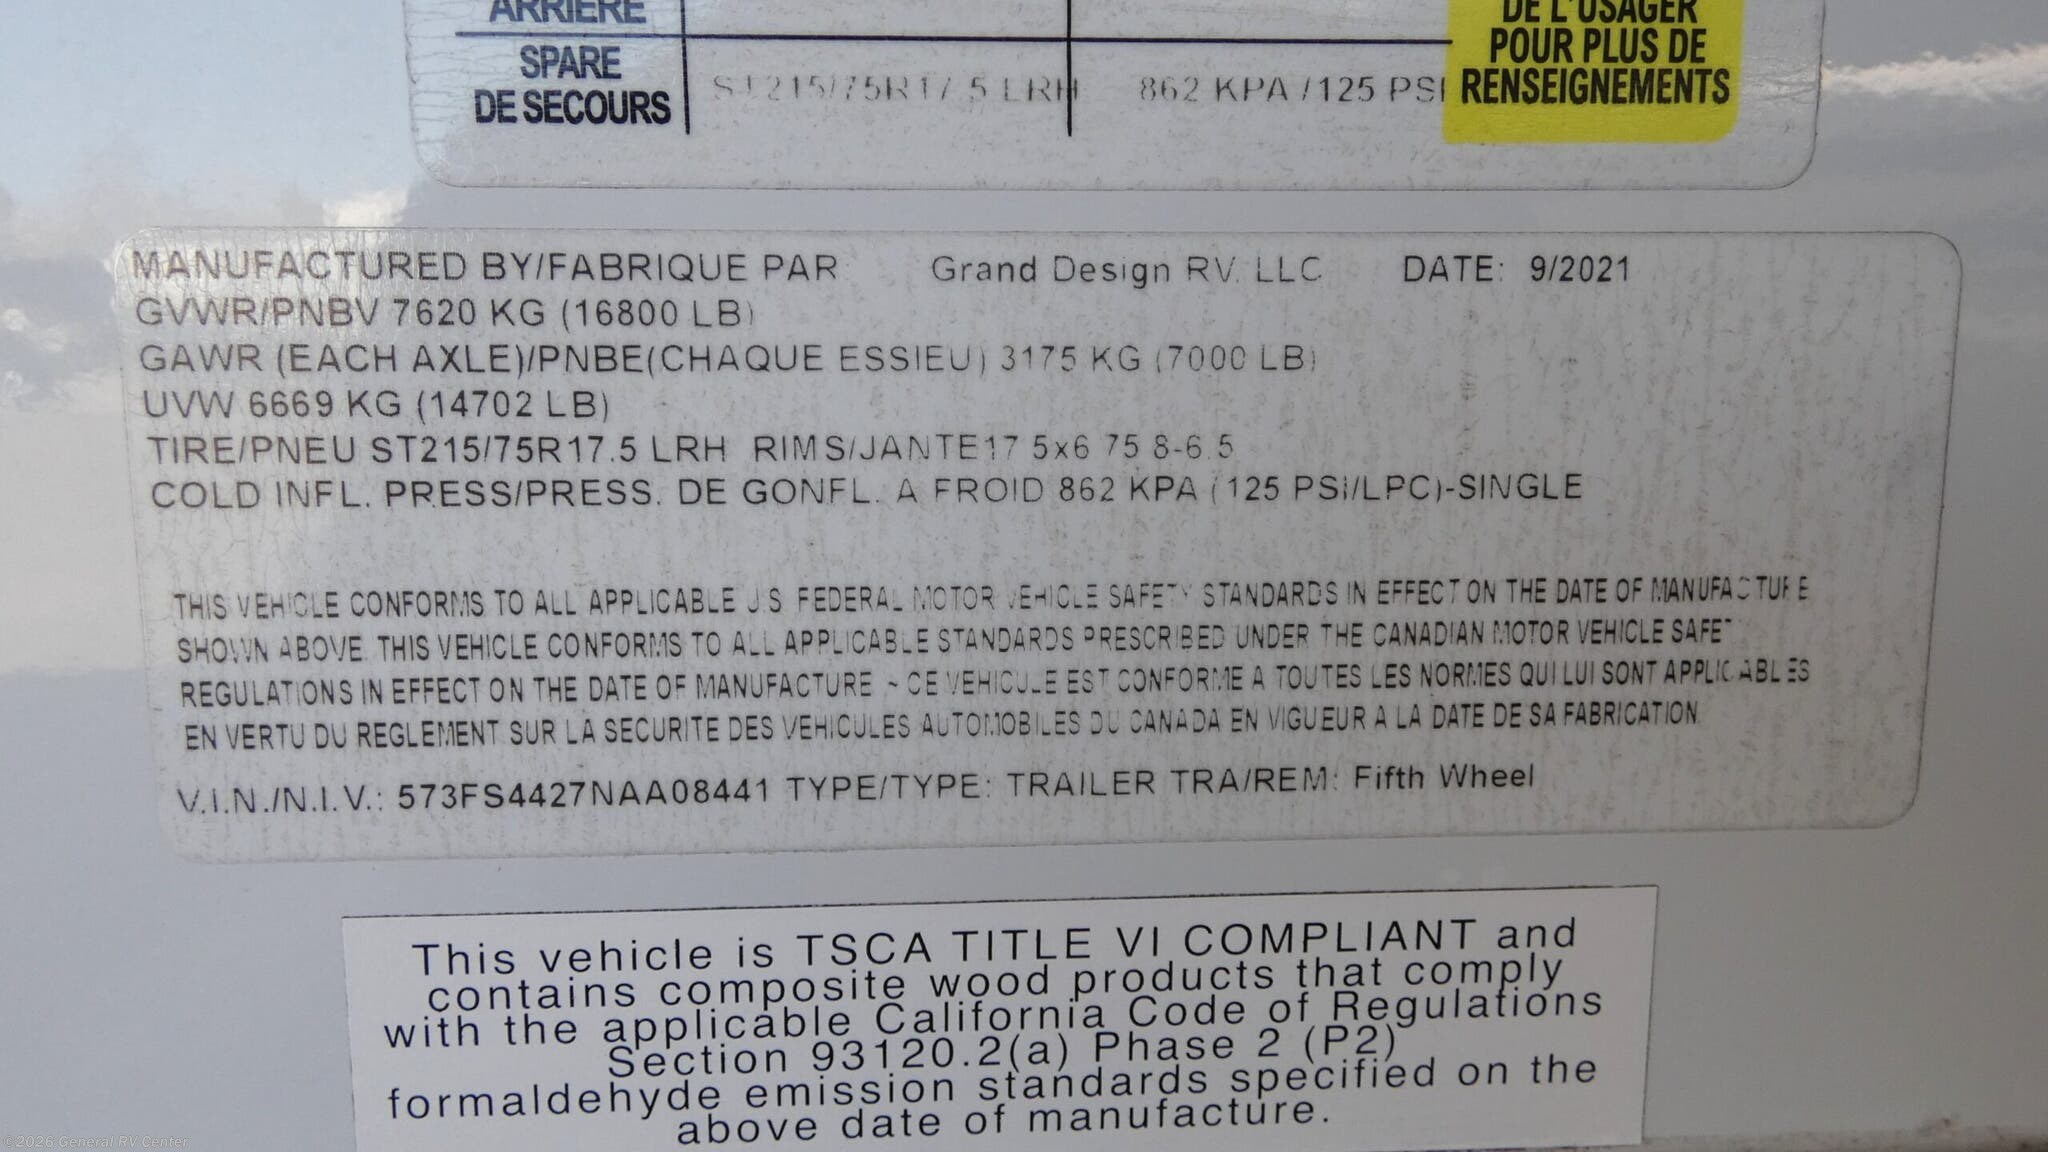 ARRIÈRE
DE L'USAGER
POUR PLUS DE
RENSEIGNEMENTS
SPARE
DE SECOURS
ST215/75R17.5 LRH 862 KPA /125 PSI
MANUFACTURED BY/FABRIQUE PAR Grand Design RV, LLC DATE: 9/2021
GVWR/PNBV 7620 KG (16800 LB)
GAWR (EACH AXLE)/PNBE(CHAQUE ESSIEU) 3175 KG (7000 LB)
UVW 6669 KG (14702 LB)
TIRE/PNEU ST215/75R17.5 LRH RIMS/JANTE17.5x6.75 8-6.5
COLD INFL. PRESS/PRESS. DE GONFL. A FROID 862 KPA (125 PSI/LPC)-SINGLE
THIS VEHICLE CONFORMS TO ALL APPLICABLE U.S. FEDERAL MOTOR VEHICLE SAFETY STANDARDS IN EFFECT ON THE DATE OF MANUFACTURE
SHOWN ABOVE. THIS VEHICLE CONFORMS TO ALL APPLICABLE STANDARDS PRESCRIBED UNDER THE CANADIAN MOTOR VEHICLE SAFETY
REGULATIONS IN EFFECT ON THE DATE OF MANUFACTURE ~ CE VEHICULE EST CONFORME A TOUTES LES NORMES QUI LUI SONT APPLICABLES
EN VERTU DU REGLEMENT SUR LA SECURITE DES VEHICULES AUTOMOBILES DU CANADA EN VIGUEUR A LA DATE DE SA FABRICATION.
V.I.N./N.I.V.: 573FS4427NAA08441 TYPE/TYPE: TRAILER TRA/REM: Fifth Wheel
This vehicle is TSCA TITLE VI COMPLIANT and
contains composite wood products that comply
with the applicable California Code of Regulations
Section 93120.2(a) Phase 2 (P2)
formaldehyde emission standards specified on the
above date of manufacture.
©2026 General RV Center